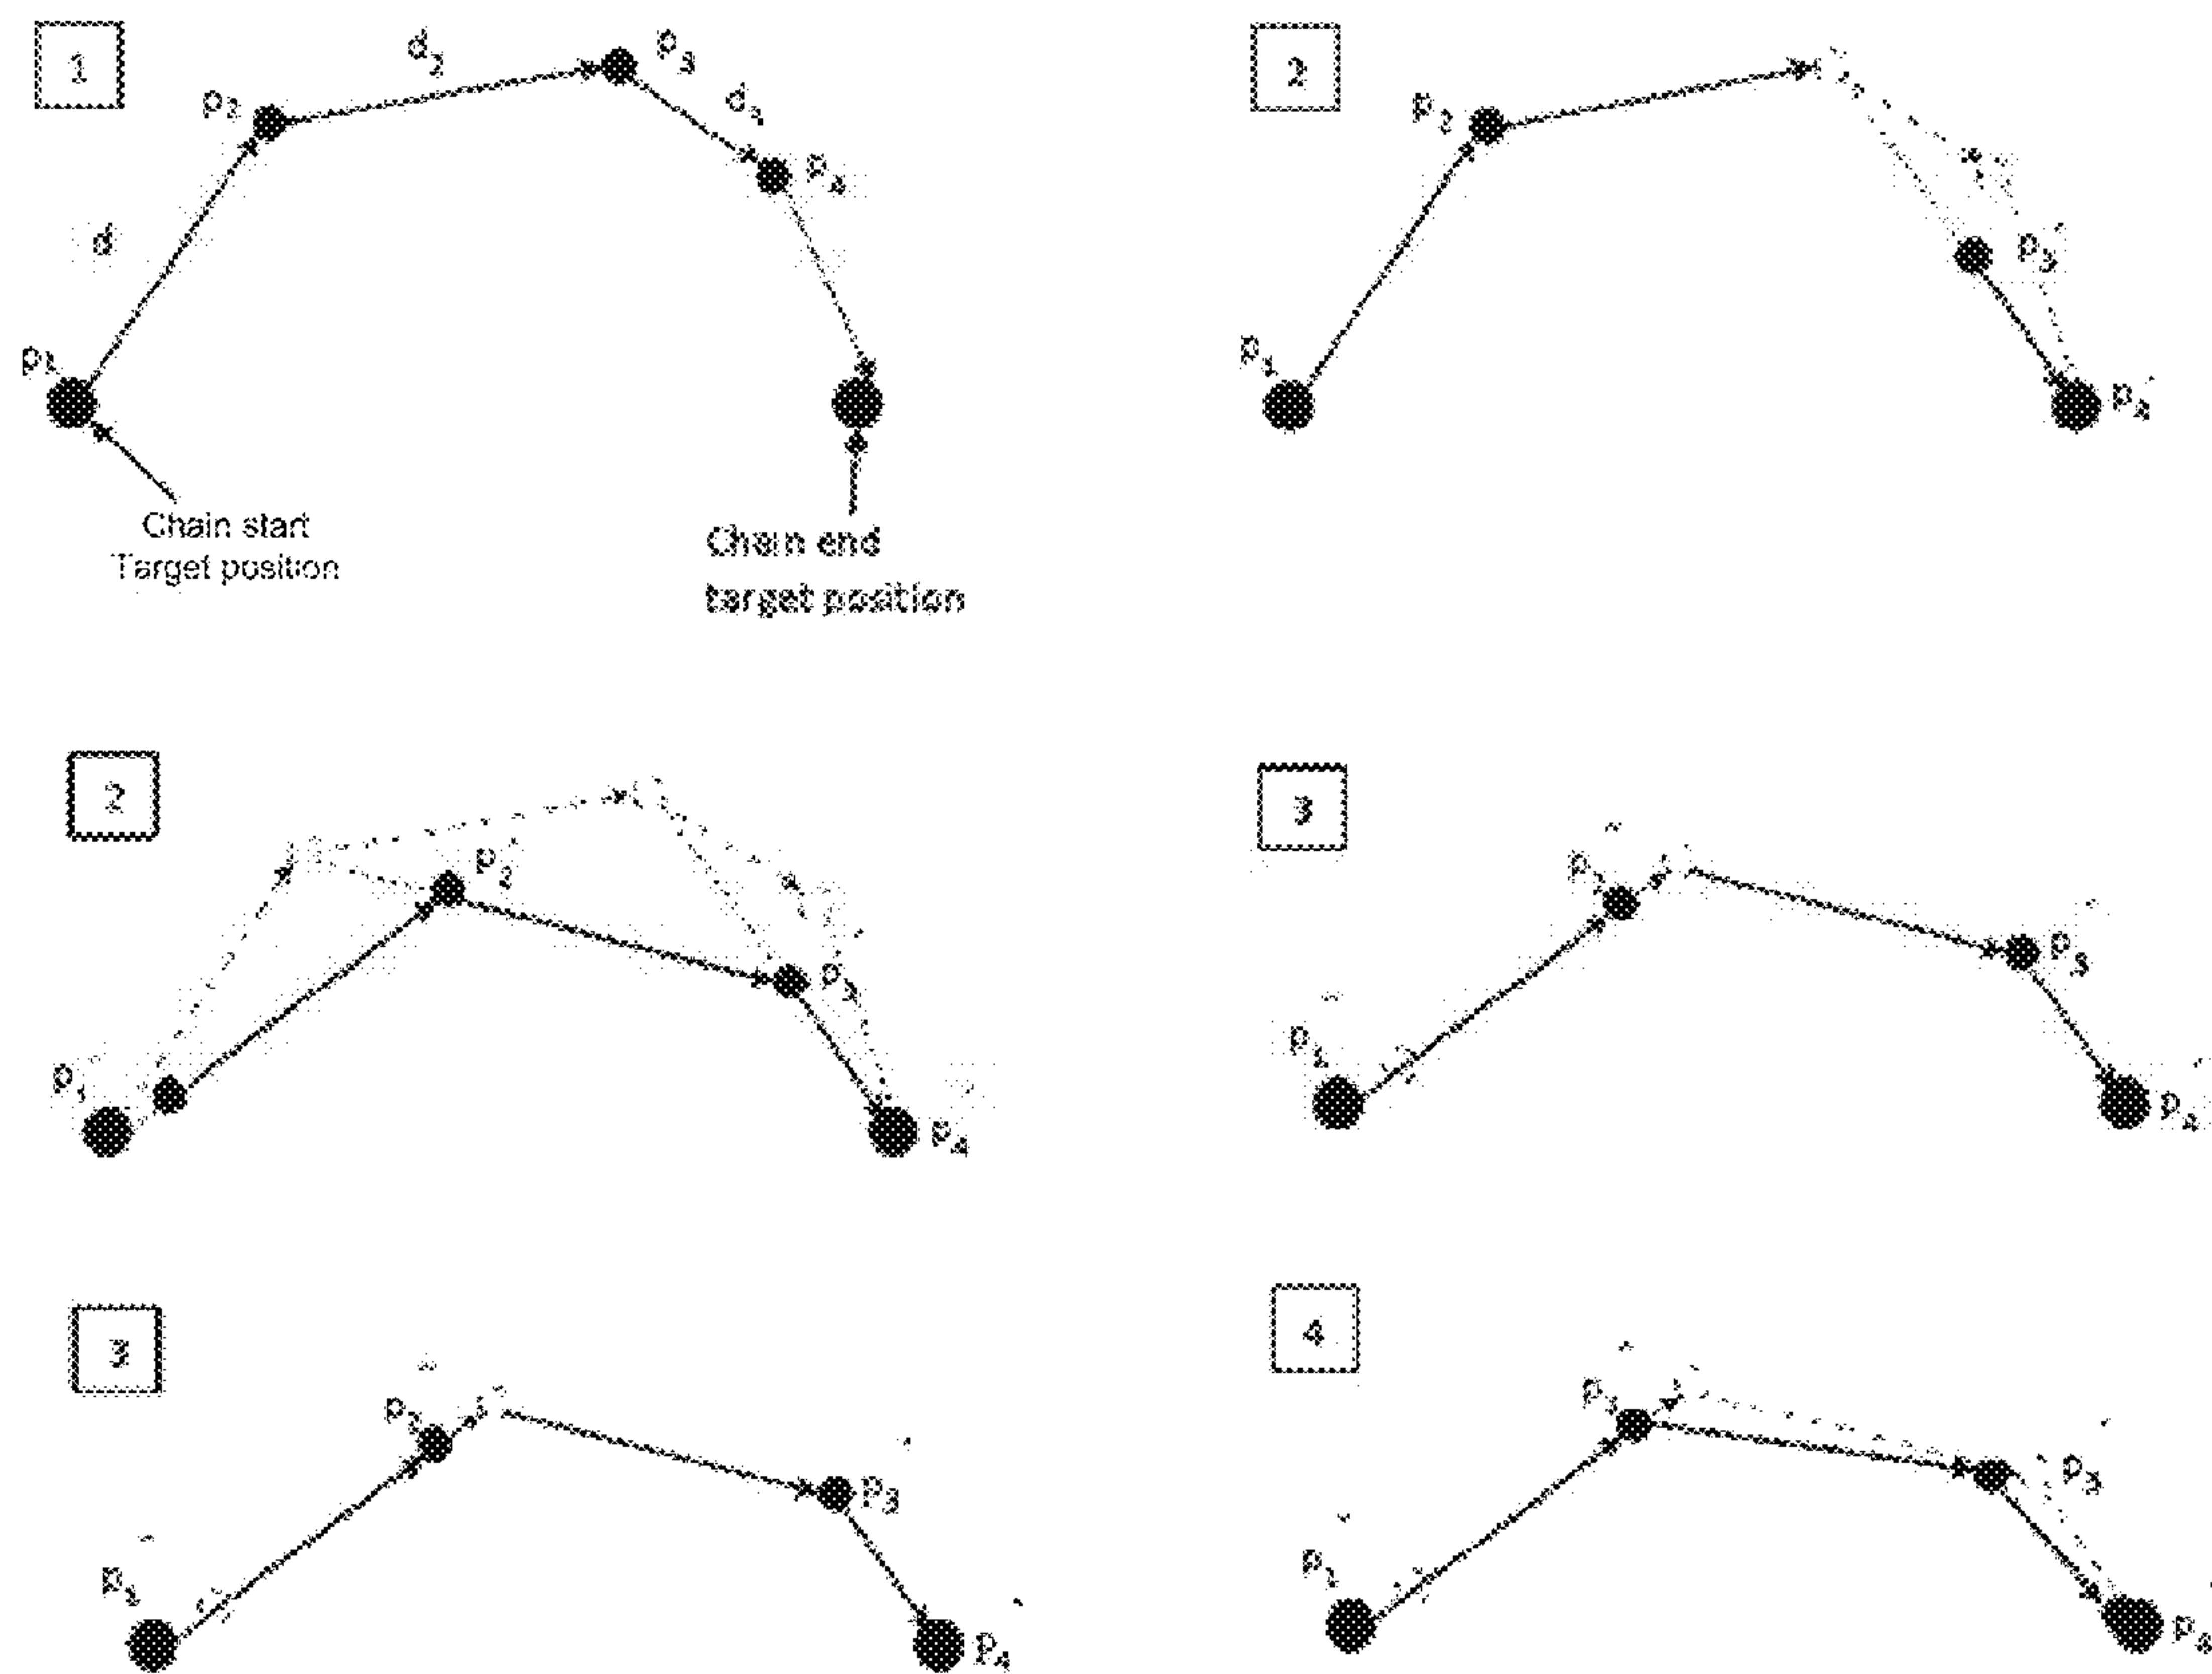 1
d₂
p₃
p₂
d₃
p₄
d
p₁
Chain start
Target position
Chain end
target position
2
p₂
p₃′
p₁
p₄′
2
p₂′
p₃′
p₁
p₄
3
p
p₃
p₁
p₄
3
p₂
p₃
p₁
p₄
4
p₂
p₃
p₁
p₄